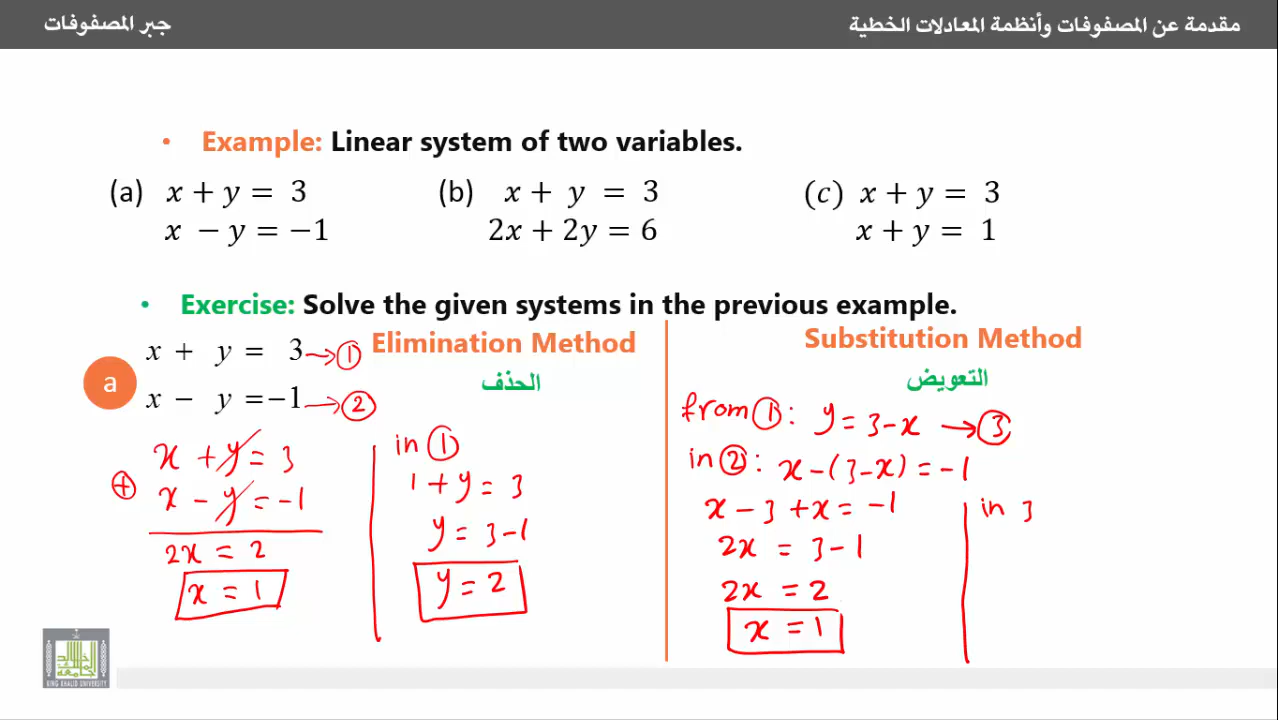 مقدمة عن المصفوفات وأنظمة المعادلات الخطية
جبر المصفوفات
• Example: Linear system of two variables.
(a) x + y = 3
x − y = −1
(b) x + y = 3
2x + 2y = 6
(c) x + y = 3
x + y = 1
• Exercise: Solve the given systems in the previous example.
a
x + y = 3 → ①
x − y = −1 → ②
Elimination Method
الحذف
⊕ x + y = 3
x − y = −1
2x = 2
x = 1
in ①
1 + y = 3
y = 3 − 1
y = 2
Substitution Method
التعويض
from ①: y = 3 − x → ③
in ②: x − (3 − x) = −1
x − 3 + x = −1
2x = 3 − 1
2x = 2
x = 1
in 3
KING KHALID UNIVERSITY